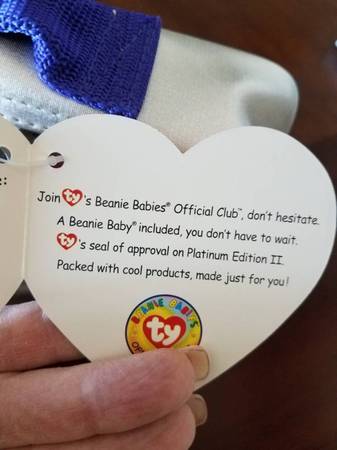 e:
Join ty's Beanie Babies® Official Club™, don't hesitate.
A Beanie Baby® included, you don't have to wait.
ty's seal of approval on Platinum Edition II.
Packed with cool products, made just for you!
BEANIE BABIES
ty